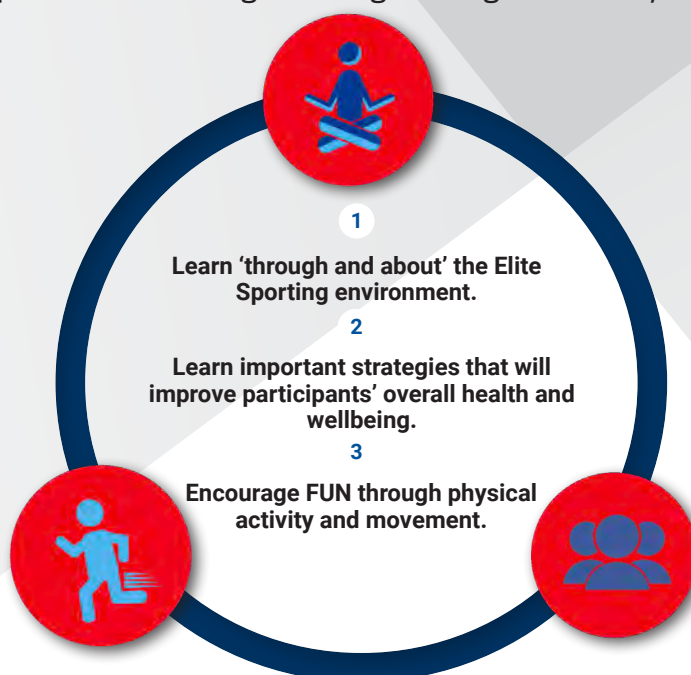 1
Learn ‘through and about’ the Elite
Sporting environment.
2
Learn important strategies that will
improve participants’ overall health and
wellbeing.
3
Encourage FUN through physical
activity and movement.